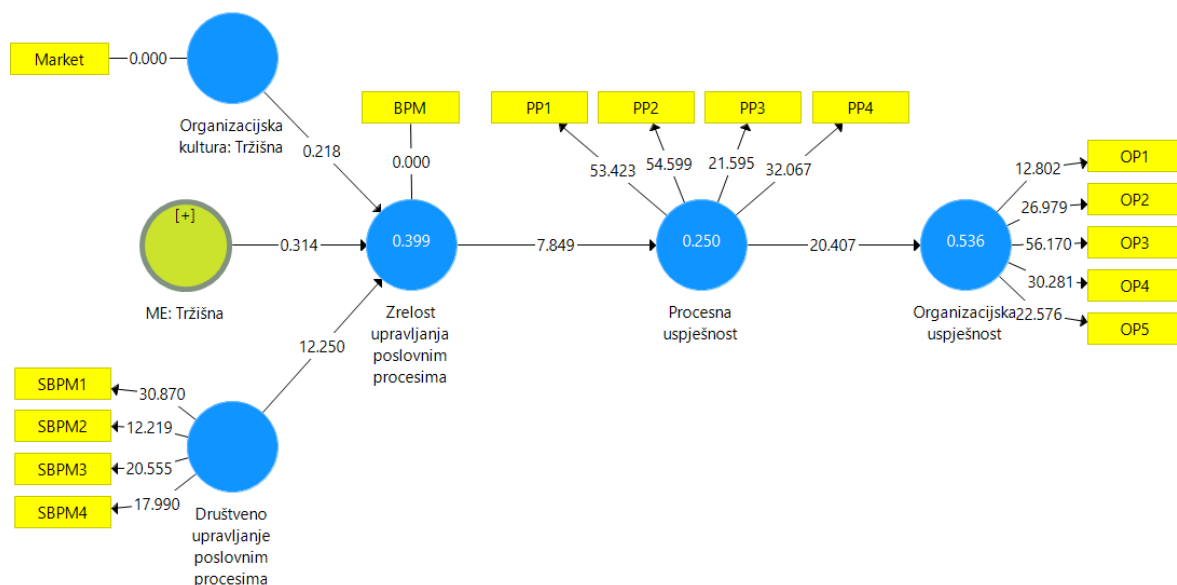 Market
0.000
Organizacijska
kultura: Tržišna
0.218
BPM
0.000
PP1
PP2
PP3
PP4
53.423
54.599
21.595
32.067
OP1
OP2
OP3
OP4
OP5
12.802
26.979
56.170
30.281
22.576
[+]
ME: Tržišna
0.314
0.399
Zrelost
upravljanja
poslovnim
procesima
7.849
0.250
Procesna
uspješnost
20.407
0.536
Organizacijska
uspješnost
12.250
SBPM1
SBPM2
SBPM3
SBPM4
30.870
12.219
20.555
17.990
Društveno
upravljanje
poslovnim
procesima